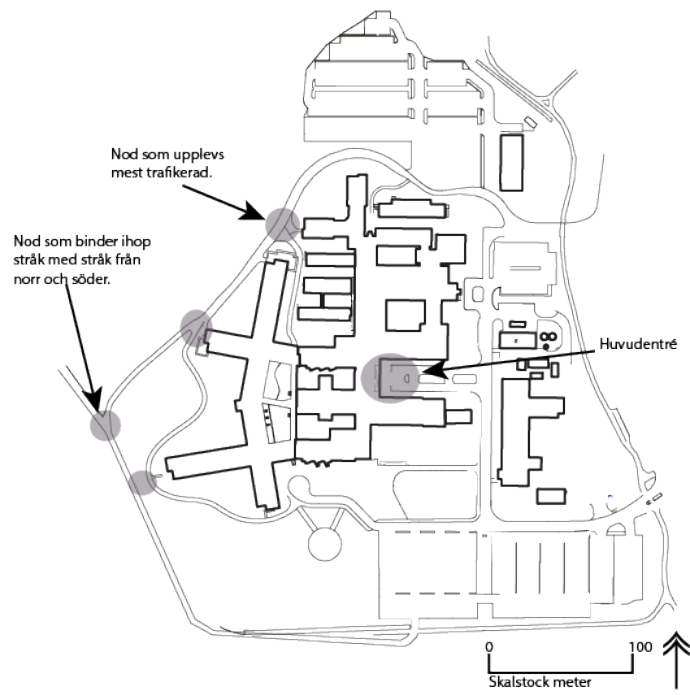 Nod som upplevs
mest trafikerad.
Nod som binder ihop
stråk med stråk från
norr och söder.
Huvudentré
0 100
Skalstock meter